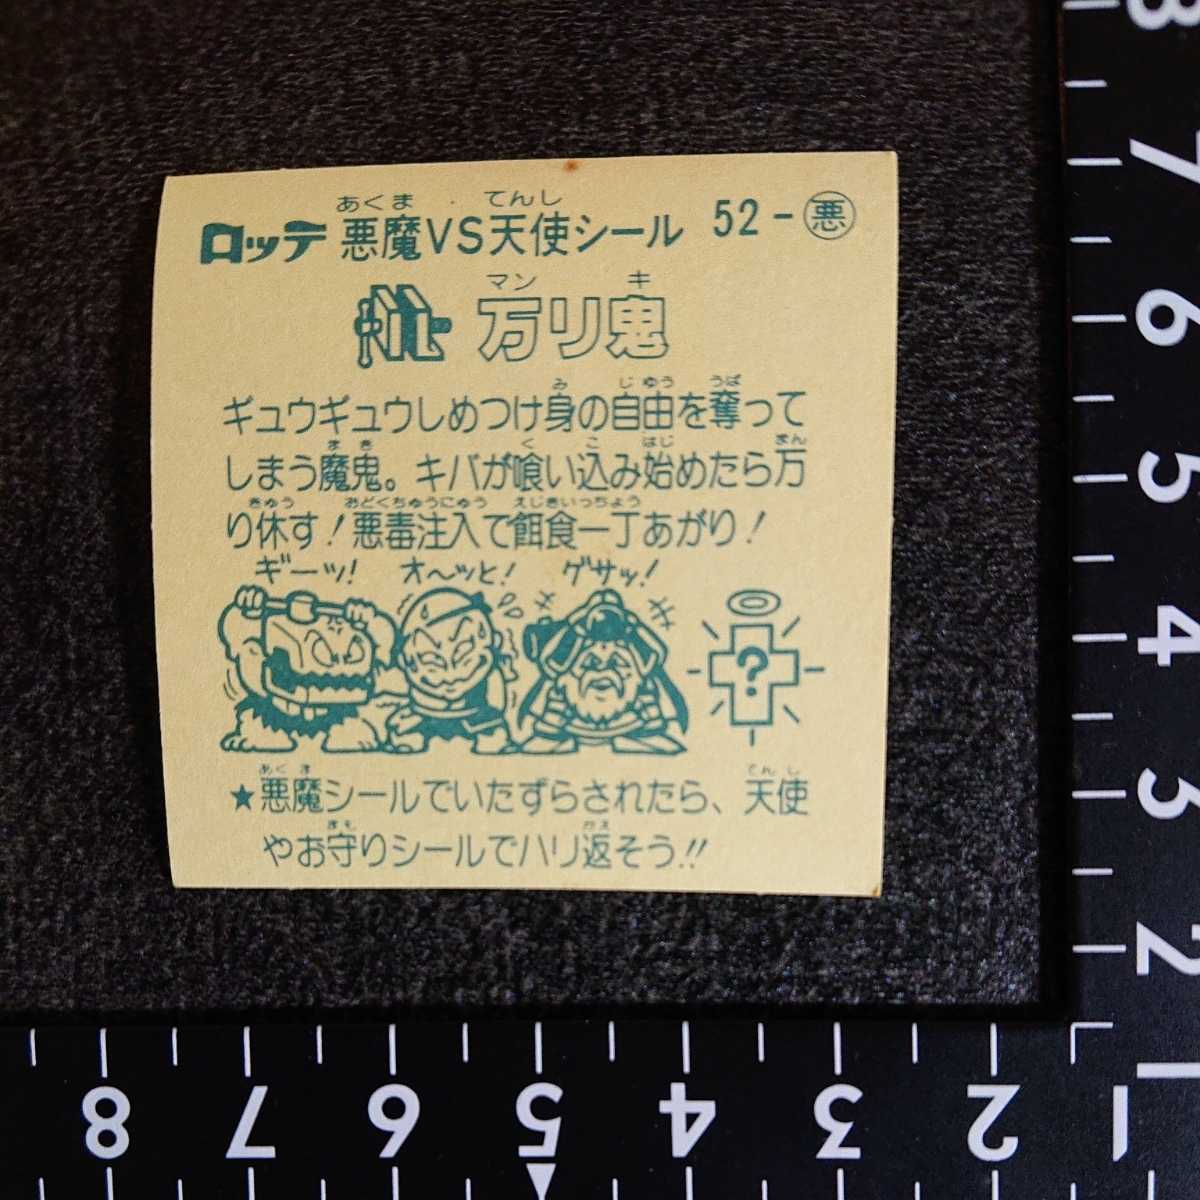 あくま てんし
ロッテ 悪魔VS天使シール 52-悪
マン キ
万リ鬼
み じゆう うば
ギュウギュウしめつけ身の自由を奪って
まき く こ はじ まん
しまう魔鬼。キバが喰い込み始めたら万
きゅう おどくちゅうにゅう えじきいっちょう
り休す!悪毒注入で餌食一丁あがり!
ギーッ! オ〜ッと! グサッ!
?
あくま てんし
★悪魔シールでいたずらされたら、天使
まも かえ
やお守りシールでハリ返そう!!
8
7
6
5
4
3
2
8 7 6 5 4 3 2 1